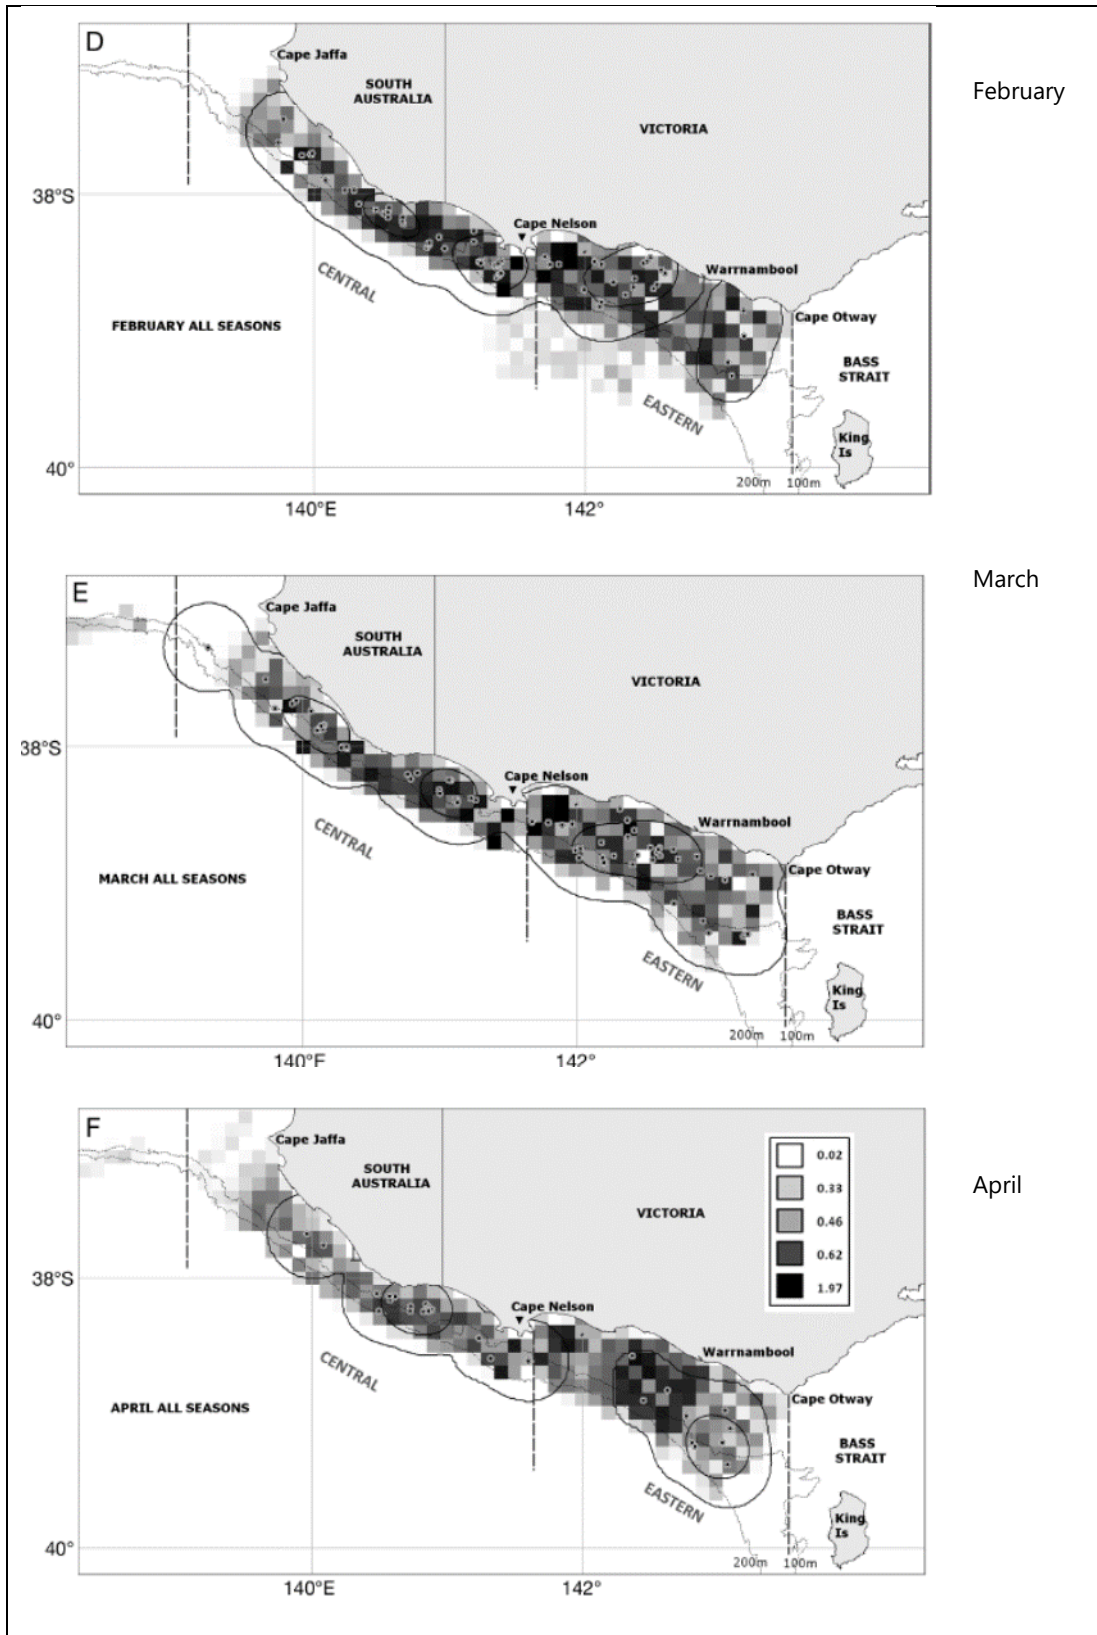 D
Cape Jaffa
February
SOUTH
AUSTRALIA
VICTORIA
38°S
Cape Nelson
Warrnambool
CENTRAL
Cape Otway
FEBRUARY ALL SEASONS
BASS
STRAIT
EASTERN
King
Is
40°
200m 100m
140°E 142°
March
E
Cape Jaffa
SOUTH
AUSTRALIA
VICTORIA
38°S
Cape Nelson
Warrnambool
CENTRAL
Cape Otway
MARCH ALL SEASONS
BASS
STRAIT
EASTERN
King
Is
40°
200m 100m
140°E 142°
F
Cape Jaffa
0.02
SOUTH
AUSTRALIA
0.33
April
VICTORIA
0.46
0.62
38°S
1.97
Cape Nelson
Warrnambool
CENTRAL
Cape Otway
APRIL ALL SEASONS
BASS
STRAIT
EASTERN
King
Is
40°
200m 100m
140°E 142°